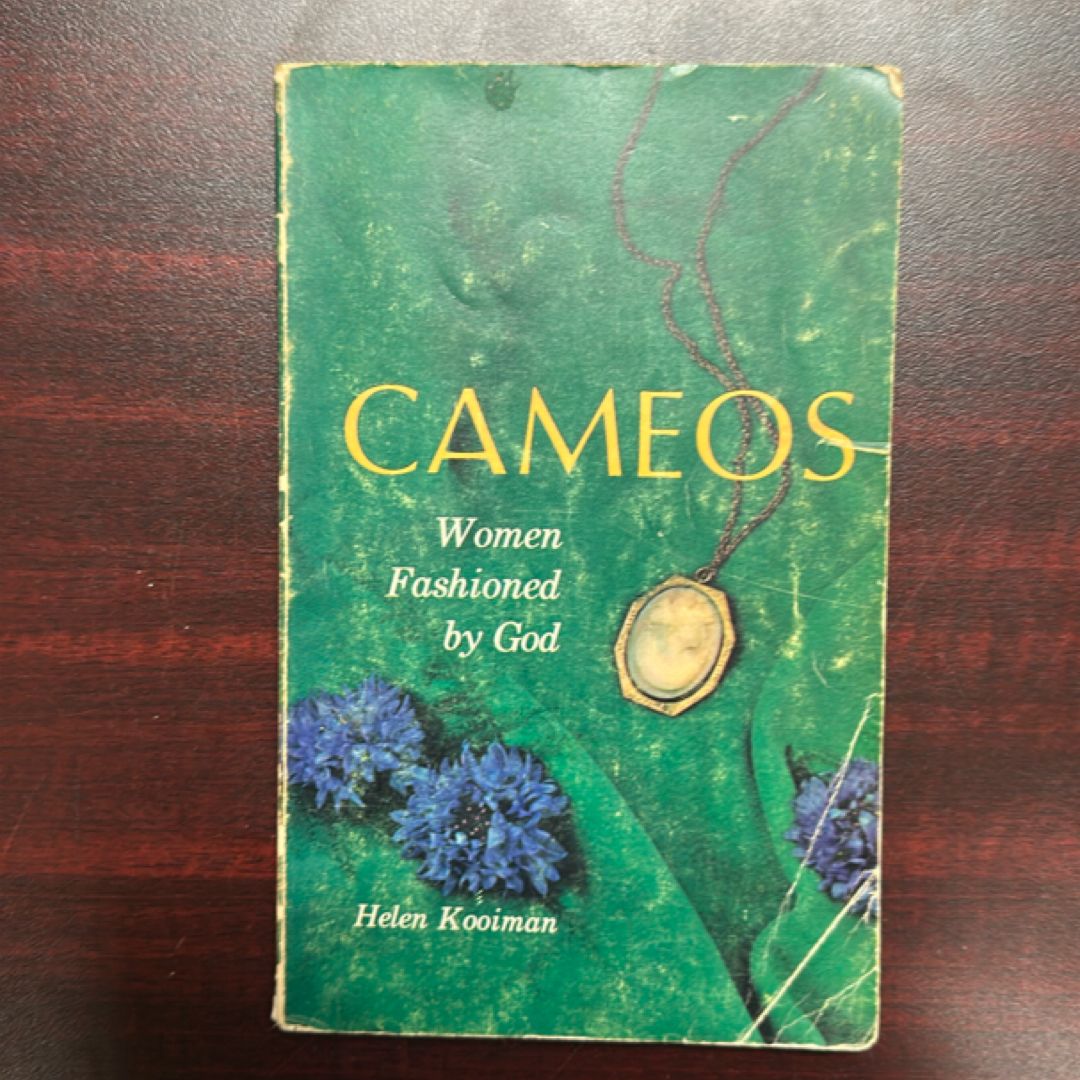 CAMEOS
Women
Fashioned
by God
Helen Kooiman